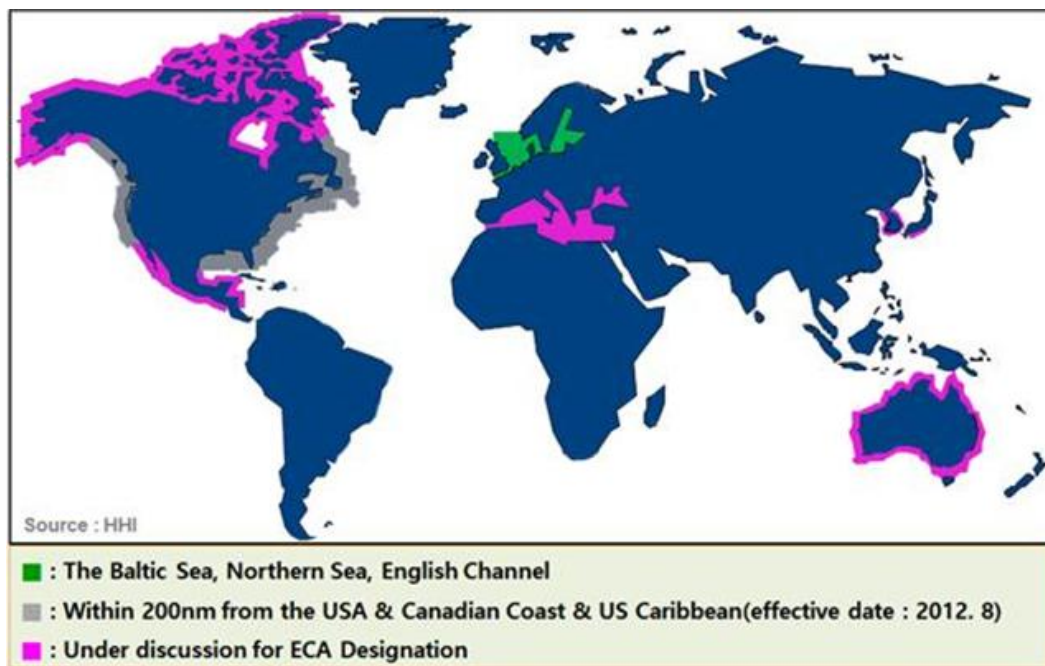 Source : HHI
: The Baltic Sea, Northern Sea, English Channel
: Within 200nm from the USA & Canadian Coast & US Caribbean(effective date : 2012. 8)
: Under discussion for ECA Designation